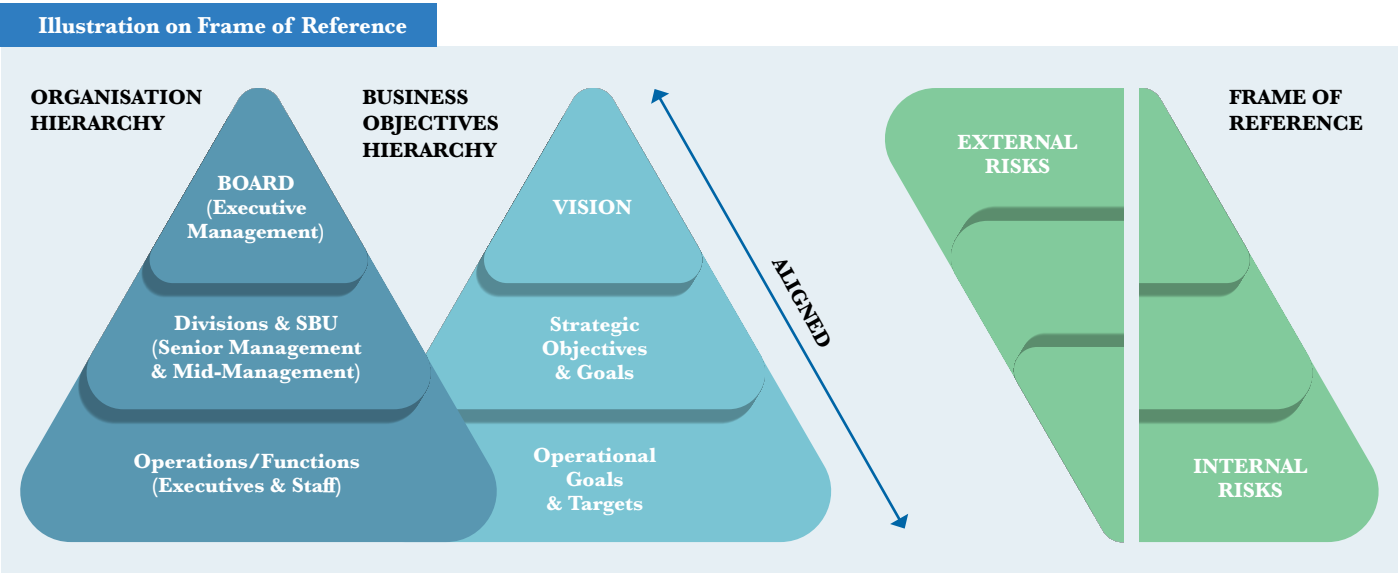 Illustration on Frame of Reference
ORGANISATION
HIERARCHY
BOARD
(Executive
Management)
Divisions & SBU
(Senior Management
& Mid-Management)
Operations/Functions
(Executives & Staff)
BUSINESS
OBJECTIVES
HIERARCHY
VISION
Strategic
Objectives
& Goals
Operational
Goals
& Targets
ALIGNED
EXTERNAL
RISKS
FRAME OF
REFERENCE
INTERNAL
RISKS